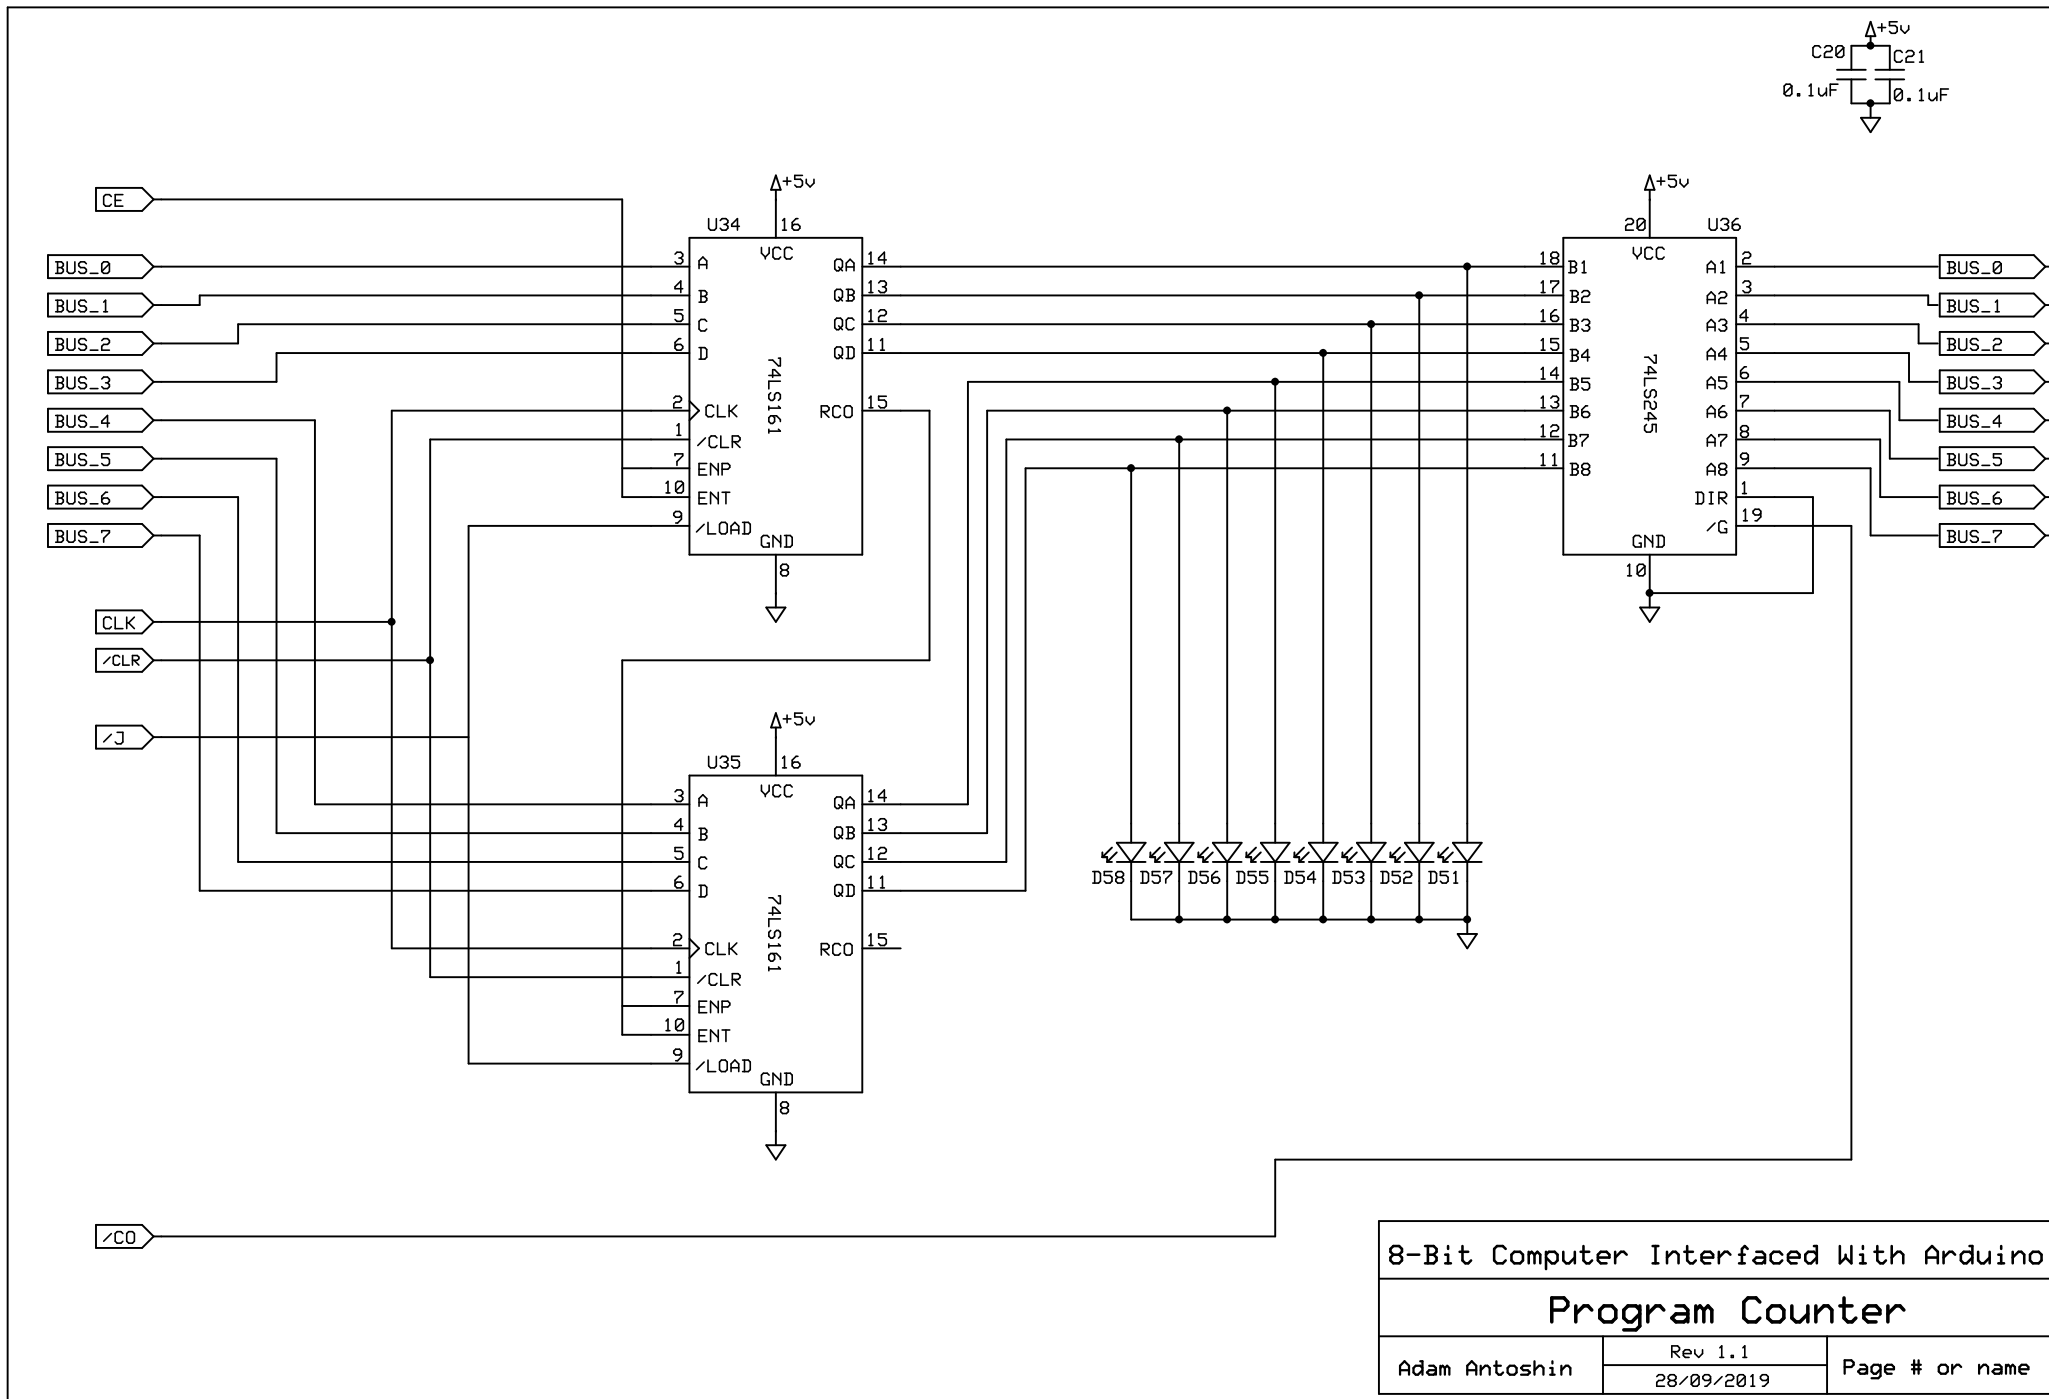 +5v
C20 C21
0.1uF 0.1uF
CE
BUS_0
BUS_1
BUS_2
BUS_3
BUS_4
BUS_5
BUS_6
BUS_7
CLK
/CLR
/J
/CO
+5v
U34 16
VCC
3 A QA 14
4 B QB 13
5 C QC 12
6 D QD 11
74LS161
2 CLK RCO 15
1 /CLR
7 ENP
10 ENT
9 /LOAD
GND
8
+5v
U35 16
VCC
3 A QA 14
4 B QB 13
5 C QC 12
6 D QD 11
74LS161
2 CLK RCO 15
1 /CLR
7 ENP
10 ENT
9 /LOAD
GND
8
D58 D57 D56 D55 D54 D53 D52 D51
+5v
20 U36
VCC
18 B1 A1 2
17 B2 A2 3
16 B3 A3 4
15 B4 A4 5
14 B5 A5 6
13 B6 A6 7
12 B7 A7 8
11 B8 A8 9
74LS245
DIR 1
/G 19
GND
10
BUS_0
BUS_1
BUS_2
BUS_3
BUS_4
BUS_5
BUS_6
BUS_7
8-Bit Computer Interfaced With Arduino
Program Counter
Adam Antoshin
Rev 1.1
28/09/2019
Page # or name